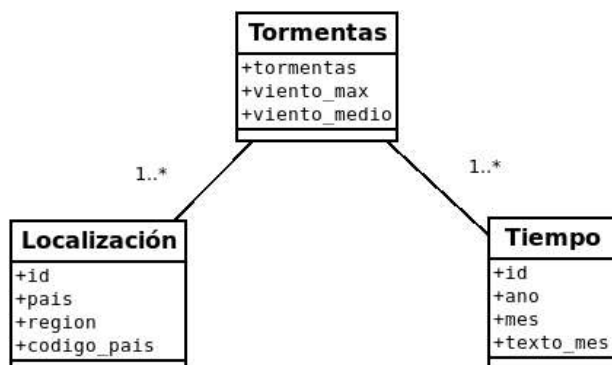 Tormentas
+tormentas
+viento_max
+viento_medio
1..*
1..*
Localización
+id
+pais
+region
+codigo_pais
Tiempo
+id
+ano
+mes
+texto_mes